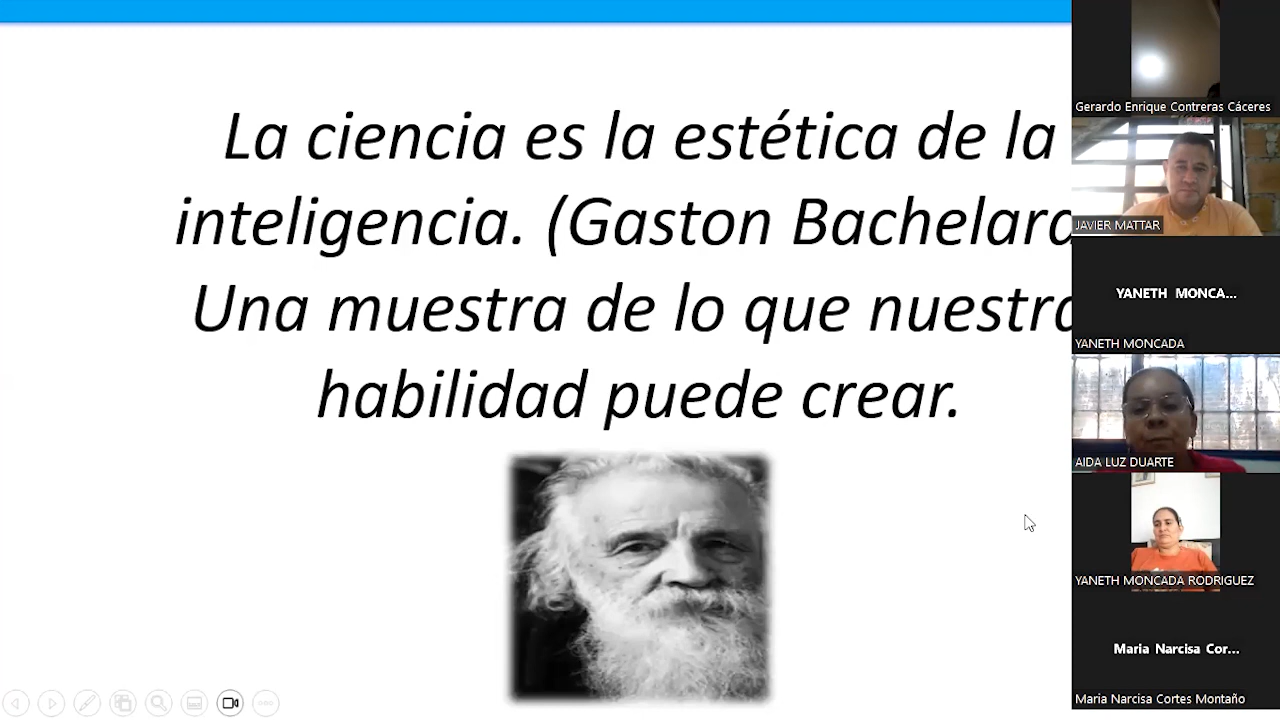 La ciencia es la estética de la
inteligencia. (Gaston Bachelard
Una muestra de lo que nuestra
habilidad puede crear.
Gerardo Enrique Contreras Cáceres
JAVIER MATTAR
YANETH MONCA...
YANETH MONCADA
AIDA LUZ DUARTE
YANETH MONCADA RODRIGUEZ
Maria Narcisa Cor...
Maria Narcisa Cortes Montaño